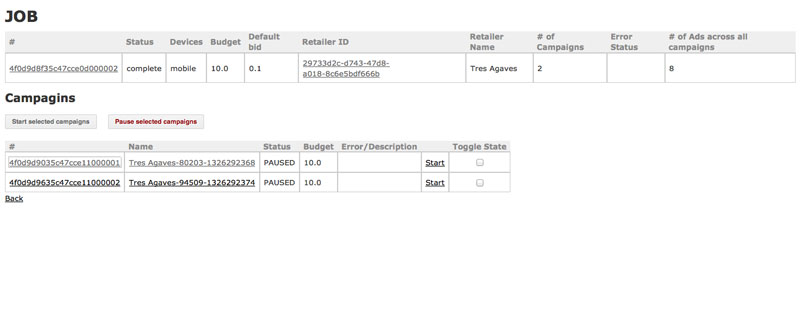 JOB
# Status Devices Budget Default bid Retailer ID Retailer Name # of Campaigns Error Status # of Ads across all campaigns
4f0d9d8f35c47cce0d000002 complete mobile 10.0 0.1 29733d2c-d743-47d8-a018-8c6e5bdf666b Tres Agaves 2 8
Campagins
Start selected campaigns Pause selected campaigns
# Name Status Budget Error/Description Toggle State
4f0d9d9035c47cce11000001 Tres Agaves-80203-1326292368 PAUSED 10.0 Start
4f0d9d9635c47cce11000002 Tres Agaves-94509-1326292374 PAUSED 10.0 Start
Back